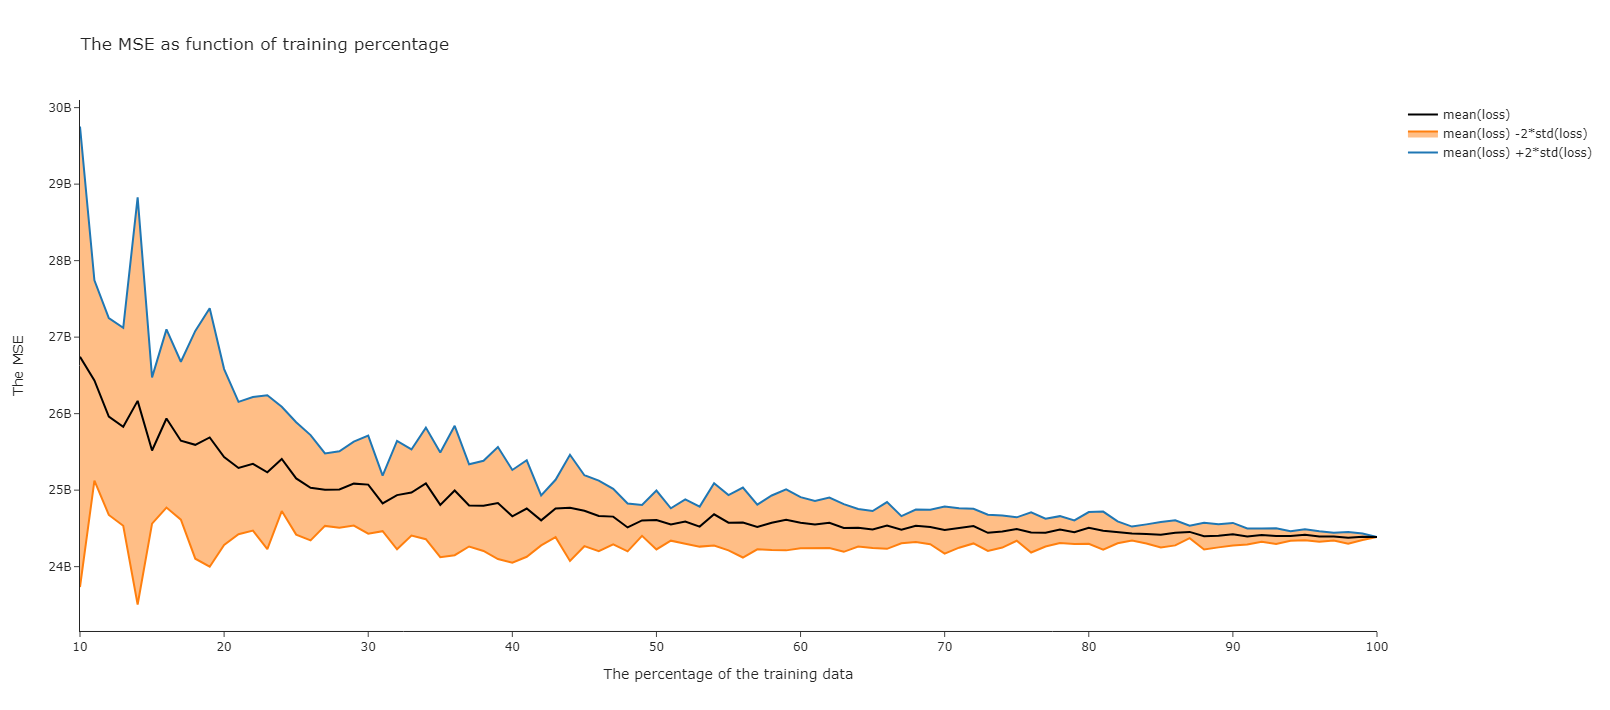 The MSE as function of training percentage
30B
29B
28B
27B
26B
25B
24B
The MSE
10 20 30 40 50 60 70 80 90 100
The percentage of the training data
mean(loss)
mean(loss) -2*std(loss)
mean(loss) +2*std(loss)